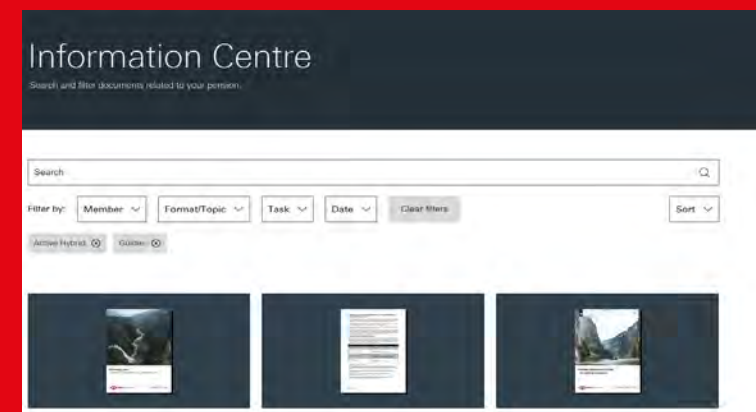 Information Centre
Search and filter documents related to your pension.
Search
Filter by: Member Format/Topic Task Date Clear filters Sort
Active Hybrid Guides